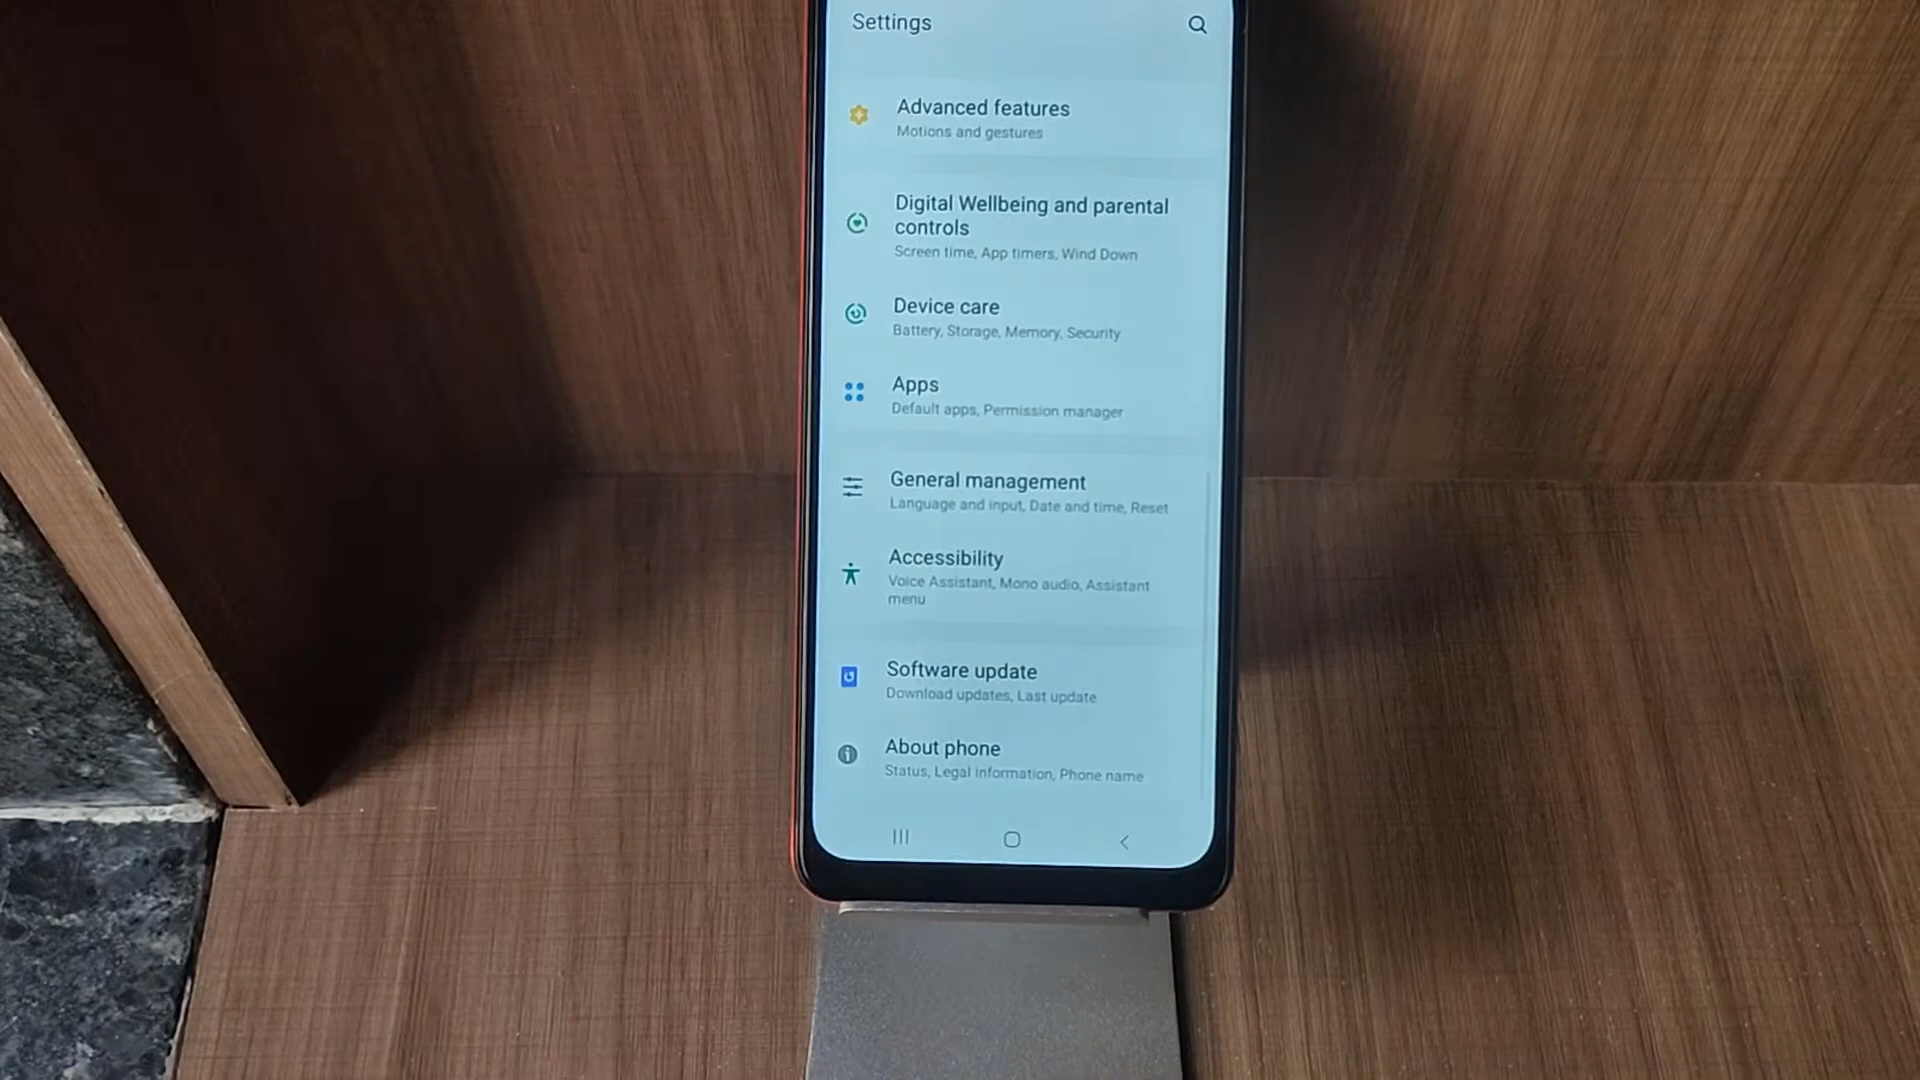 Settings
Advanced features
Motions and gestures
Digital Wellbeing and parental
controls
Screen time, App timers, Wind Down
Device care
Battery, Storage, Memory, Security
Apps
Default apps, Permission manager
General management
Language and input, Date and time, Reset
Accessibility
Voice Assistant, Mono audio, Assistant
menu
Software update
Download updates, Last update
About phone
Status, Legal information, Phone name